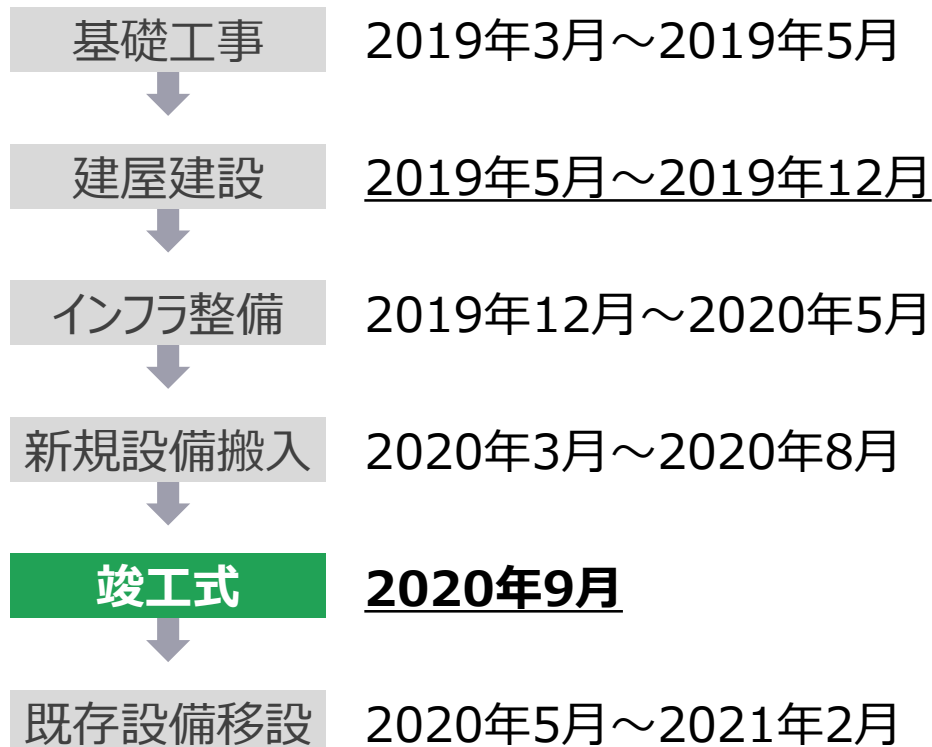 基礎工事 2019年3月～2019年5月
建屋建設 2019年5月～2019年12月
インフラ整備 2019年12月～2020年5月
新規設備搬入 2020年3月～2020年8月
竣工式 2020年9月
既存設備移設 2020年5月～2021年2月